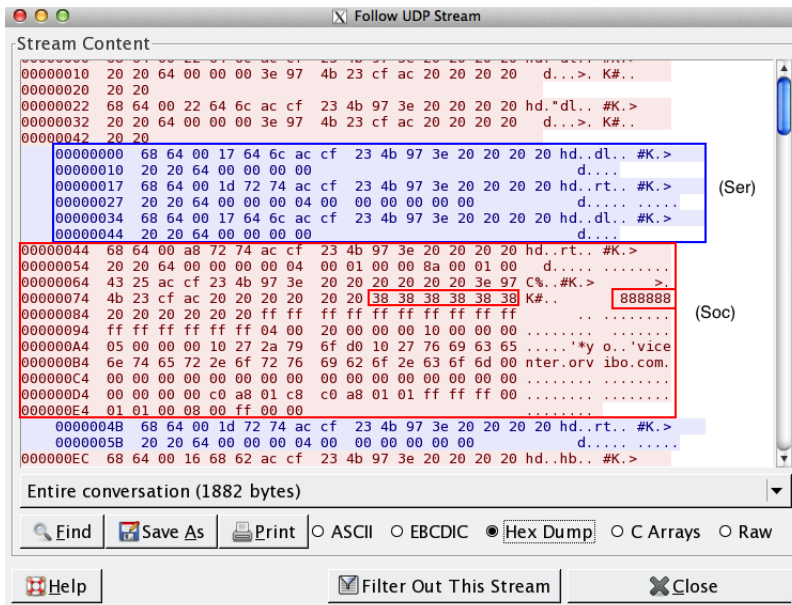 Follow UDP Stream
Stream Content
00000010 20 20 64 00 00 00 3e 97 4b 23 cf ac 20 20 20 20 d...>. K#..
00000020 20 20
00000022 68 64 00 22 64 6c ac cf 23 4b 97 3e 20 20 20 20 hd."dl.. #K.>
00000032 20 20 64 00 00 00 3e 97 4b 23 cf ac 20 20 20 20 d...>. K#..
00000042 20 20
00000000 68 64 00 17 64 6c ac cf 23 4b 97 3e 20 20 20 20 hd..dl.. #K.>
00000010 20 20 64 00 00 00 00 d....
00000017 68 64 00 1d 72 74 ac cf 23 4b 97 3e 20 20 20 20 hd..rt.. #K.>
00000027 20 20 64 00 00 00 04 00 00 00 00 00 00 d..... .....
00000034 68 64 00 17 64 6c ac cf 23 4b 97 3e 20 20 20 20 hd..dl.. #K.>
00000044 20 20 64 00 00 00 00 d....
(Ser)
00000044 68 64 00 a8 72 74 ac cf 23 4b 97 3e 20 20 20 20 hd..rt.. #K.>
00000054 20 20 64 00 00 00 00 04 00 01 00 00 8a 00 01 00 d..... ........
00000064 43 25 ac cf 23 4b 97 3e 20 20 20 20 20 20 3e 97 C%..#K.> >.
00000074 4b 23 cf ac 20 20 20 20 20 20 38 38 38 38 38 38 K#.. 888888
00000084 20 20 20 20 20 20 ff ff ff ff ff ff ff ff ff ff .. ........
00000094 ff ff ff ff ff ff 04 00 20 00 00 00 10 00 00 00 ........ .......
000000A4 05 00 00 00 10 27 2a 79 6f d0 10 27 76 69 63 65 .....'*y o..'vice
000000B4 6e 74 65 72 2e 6f 72 76 69 62 6f 2e 63 6f 6d 00 nter.orv ibo.com.
000000C4 00 00 00 00 00 00 00 00 00 00 00 00 00 00 00 00 ........ ........
000000D4 00 00 00 00 c0 a8 01 c8 c0 a8 01 01 ff ff ff 00 ........ ........
000000E4 01 01 00 08 00 ff 00 00 ........
(Soc)
0000004B 68 64 00 1d 72 74 ac cf 23 4b 97 3e 20 20 20 20 hd..rt.. #K.>
0000005B 20 20 64 00 00 00 04 00 00 00 00 00 00 d..... .....
000000EC 68 64 00 16 68 62 ac cf 23 4b 97 3e 20 20 20 20 hd..hb.. #K.>
Entire conversation (1882 bytes)
Find Save As Print ASCII EBCDIC Hex Dump C Arrays Raw
Help Filter Out This Stream Close